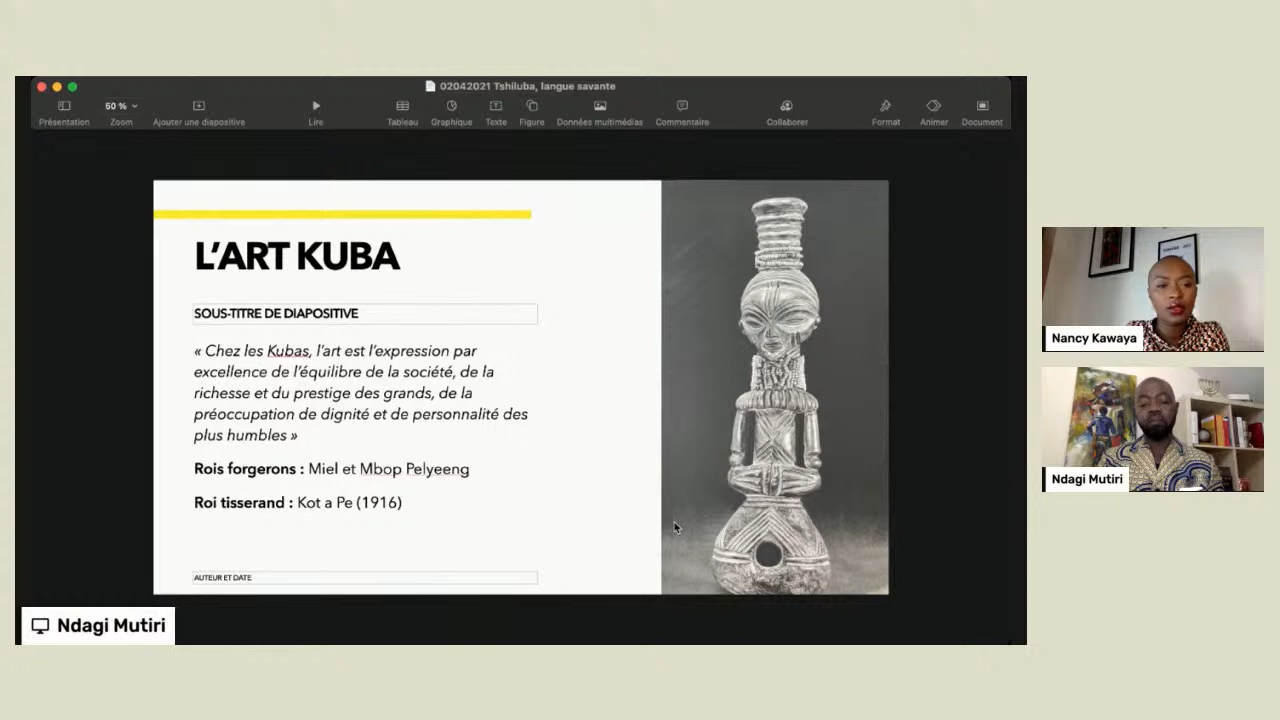 02042021 Tshiluba, langue savante
50 %
Présentation Zoom Ajouter une diapositive Lire Tableau Graphique Texte Figure Données multimédias Commentaire Collaborer Format Animer Document
L'ART KUBA
SOUS-TITRE DE DIAPOSITIVE
« Chez les Kubas, l'art est l'expression par
excellence de l'équilibre de la société, de la
richesse et du prestige des grands, de la
préoccupation de dignité et de personnalité des
plus humbles »
Rois forgerons : Miel et Mbop Pelyeeng
Roi tisserand : Kot a Pe (1916)
AUTEUR ET DATE
Ndagi Mutiri
Nancy Kawaya
Ndagi Mutiri